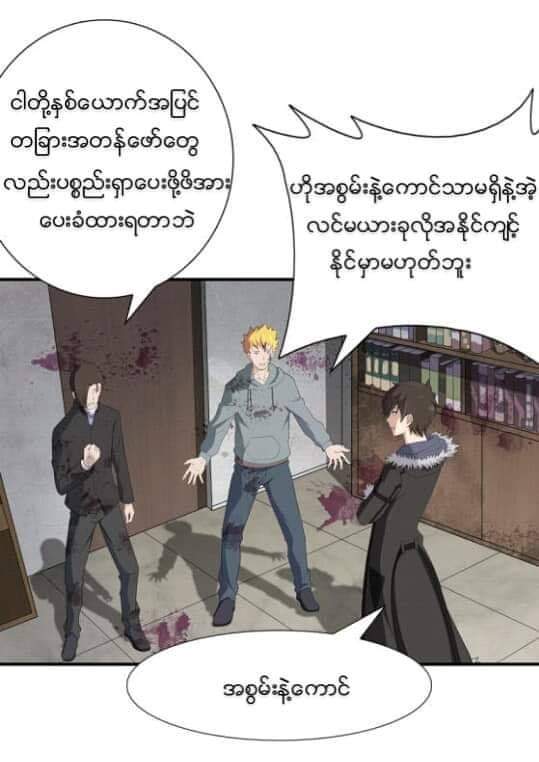 ငါတို့နှစ်ယောက်အပြင်
တခြားအတန်ဖော်တွေ
လည်းပစ္စည်းရှာပေးဖို့ဖိအား
ပေးခံထားရတာဘဲ
ဟိုအစွမ်းနဲ့ကောင်သာမရှိနဲ့အဲ့
လင်မယားခုလိုအနိုင်ကျင့်
နိုင်မှာမဟုတ်ဘူး
အစွမ်းနဲ့ကောင်